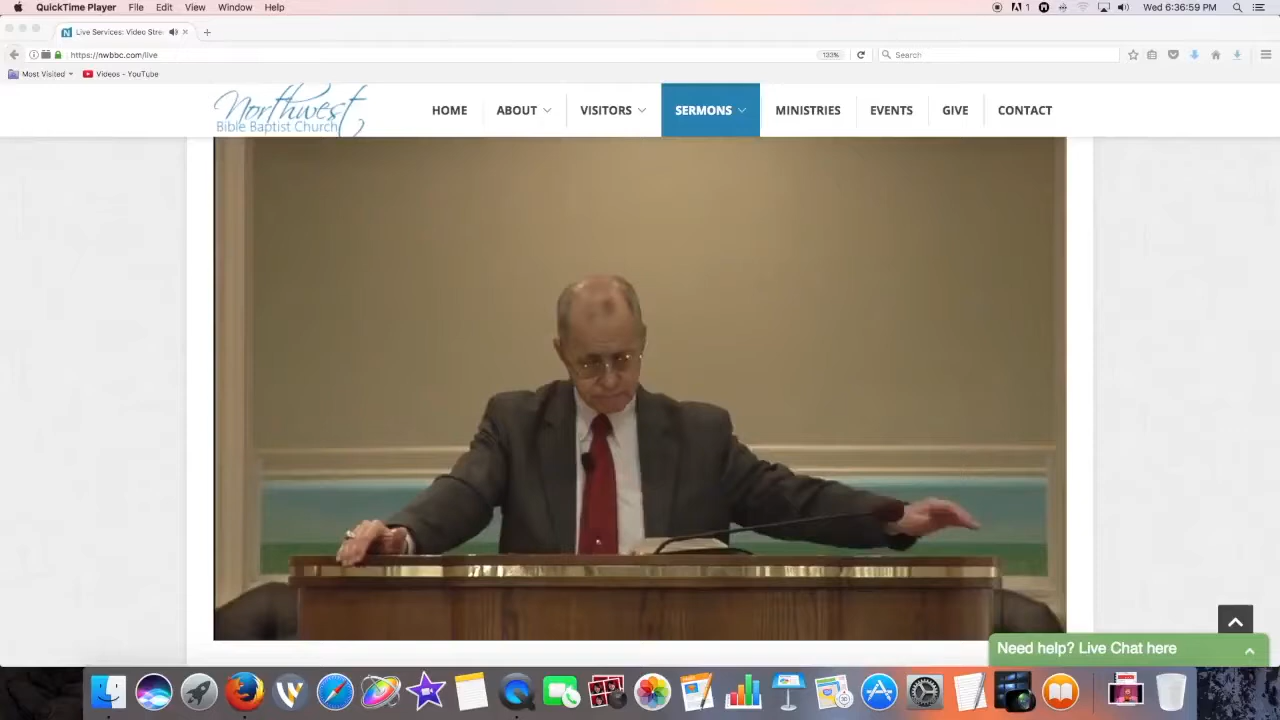 QuickTime Player File Edit View Window Help
1
Wed 6:36:59 PM
Live Services: Video Stre
https://nwbbc.com/live
133%
Search
Most Visited
Videos - YouTube
Northwest
Bible Baptist Church
HOME
ABOUT
VISITORS
SERMONS
MINISTRIES
EVENTS
GIVE
CONTACT
Need help? Live Chat here